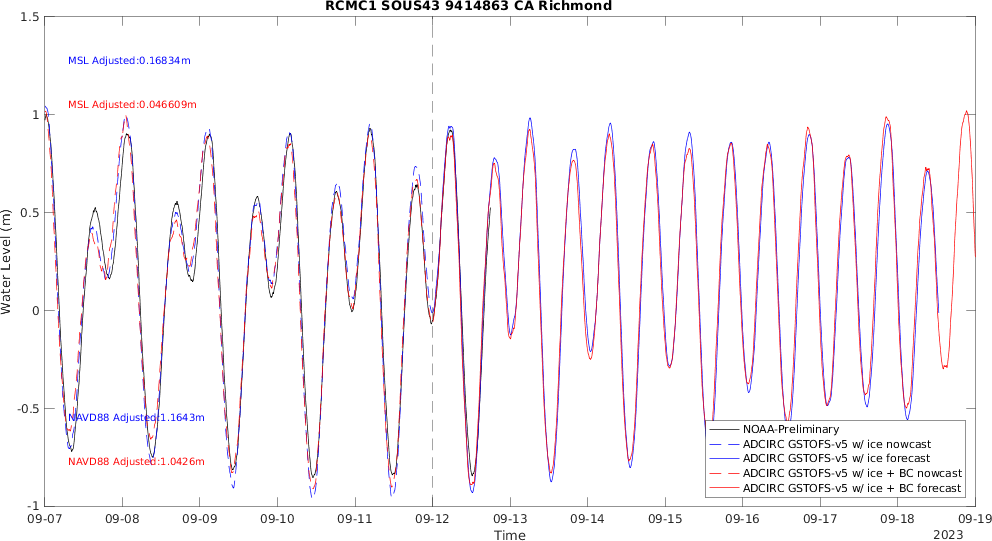 RCMC1 SOUS43 9414863 CA Richmond
1.5
MSL Adjusted:0.16834m
MSL Adjusted:0.046609m
1
0.5
Water Level (m)
0
-0.5
NAVD88 Adjusted:1.1643m
NAVD88 Adjusted:1.0426m
-1
NOAA-Preliminary
ADCIRC GSTOFS-v5 w/ ice nowcast
ADCIRC GSTOFS-v5 w/ ice forecast
ADCIRC GSTOFS-v5 w/ ice + BC nowcast
ADCIRC GSTOFS-v5 w/ ice + BC forecast
09-07 09-08 09-09 09-10 09-11 09-12 09-13 09-14 09-15 09-16 09-17 09-18 09-19
Time
2023